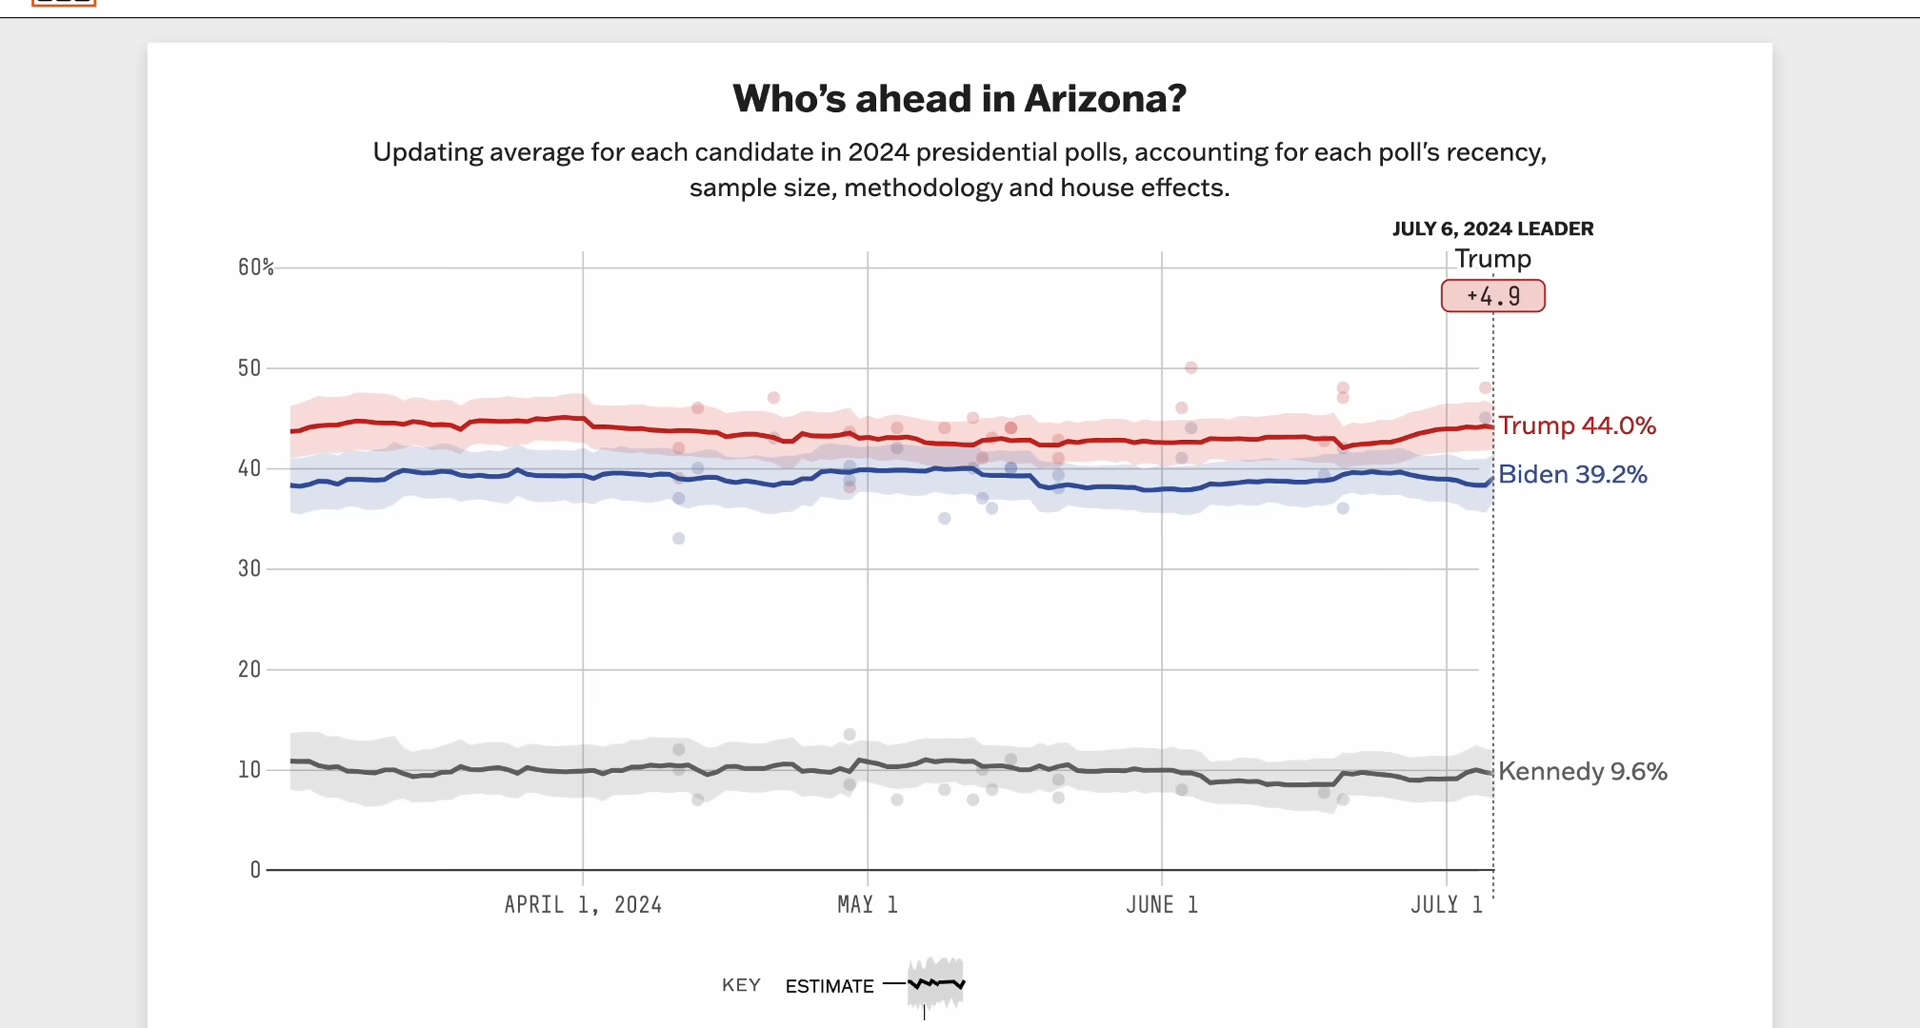 Who's ahead in Arizona?
Updating average for each candidate in 2024 presidential polls, accounting for each poll's recency,
sample size, methodology and house effects.
JULY 6, 2024 LEADER
Trump
+4.9
60%
50
40
30
20
10
0
Trump 44.0%
Biden 39.2%
Kennedy 9.6%
APRIL 1, 2024
MAY 1
JUNE 1
JULY 1
KEY ESTIMATE